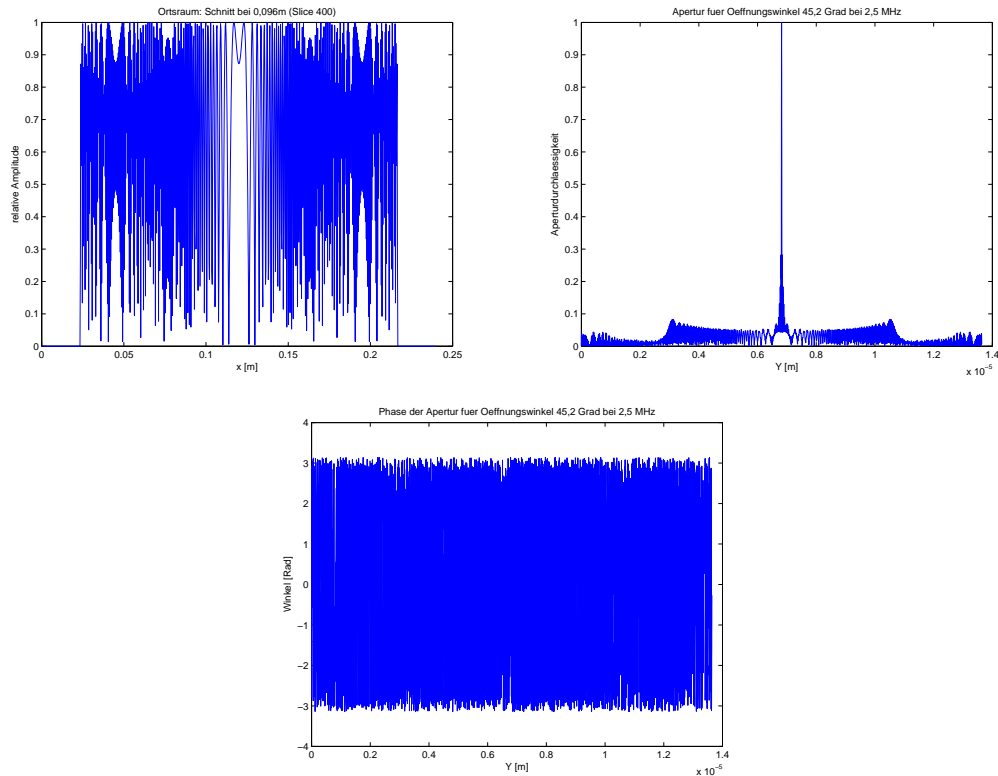 Ortsraum: Schnitt bei 0,096m (Slice 400)
1
0.9
0.8
0.7
0.6
0.5
0.4
0.3
0.2
0.1
0
relative Amplitude
0 0.05 0.1 0.15 0.2 0.25
x [m]
Apertur fuer Oeffnungswinkel 45,2 Grad bei 2,5 MHz
1
0.9
0.8
0.7
0.6
0.5
0.4
0.3
0.2
0.1
0
Aperturdurchlaessigkeit
0 0.2 0.4 0.6 0.8 1 1.2 1.4
x 10⁻⁵
Y [m]
Phase der Apertur fuer Oeffnungswinkel 45,2 Grad bei 2,5 MHz
4
3
2
1
0
−1
−2
−3
−4
Winkel [Rad]
0 0.2 0.4 0.6 0.8 1 1.2 1.4
x 10⁻⁵
Y [m]